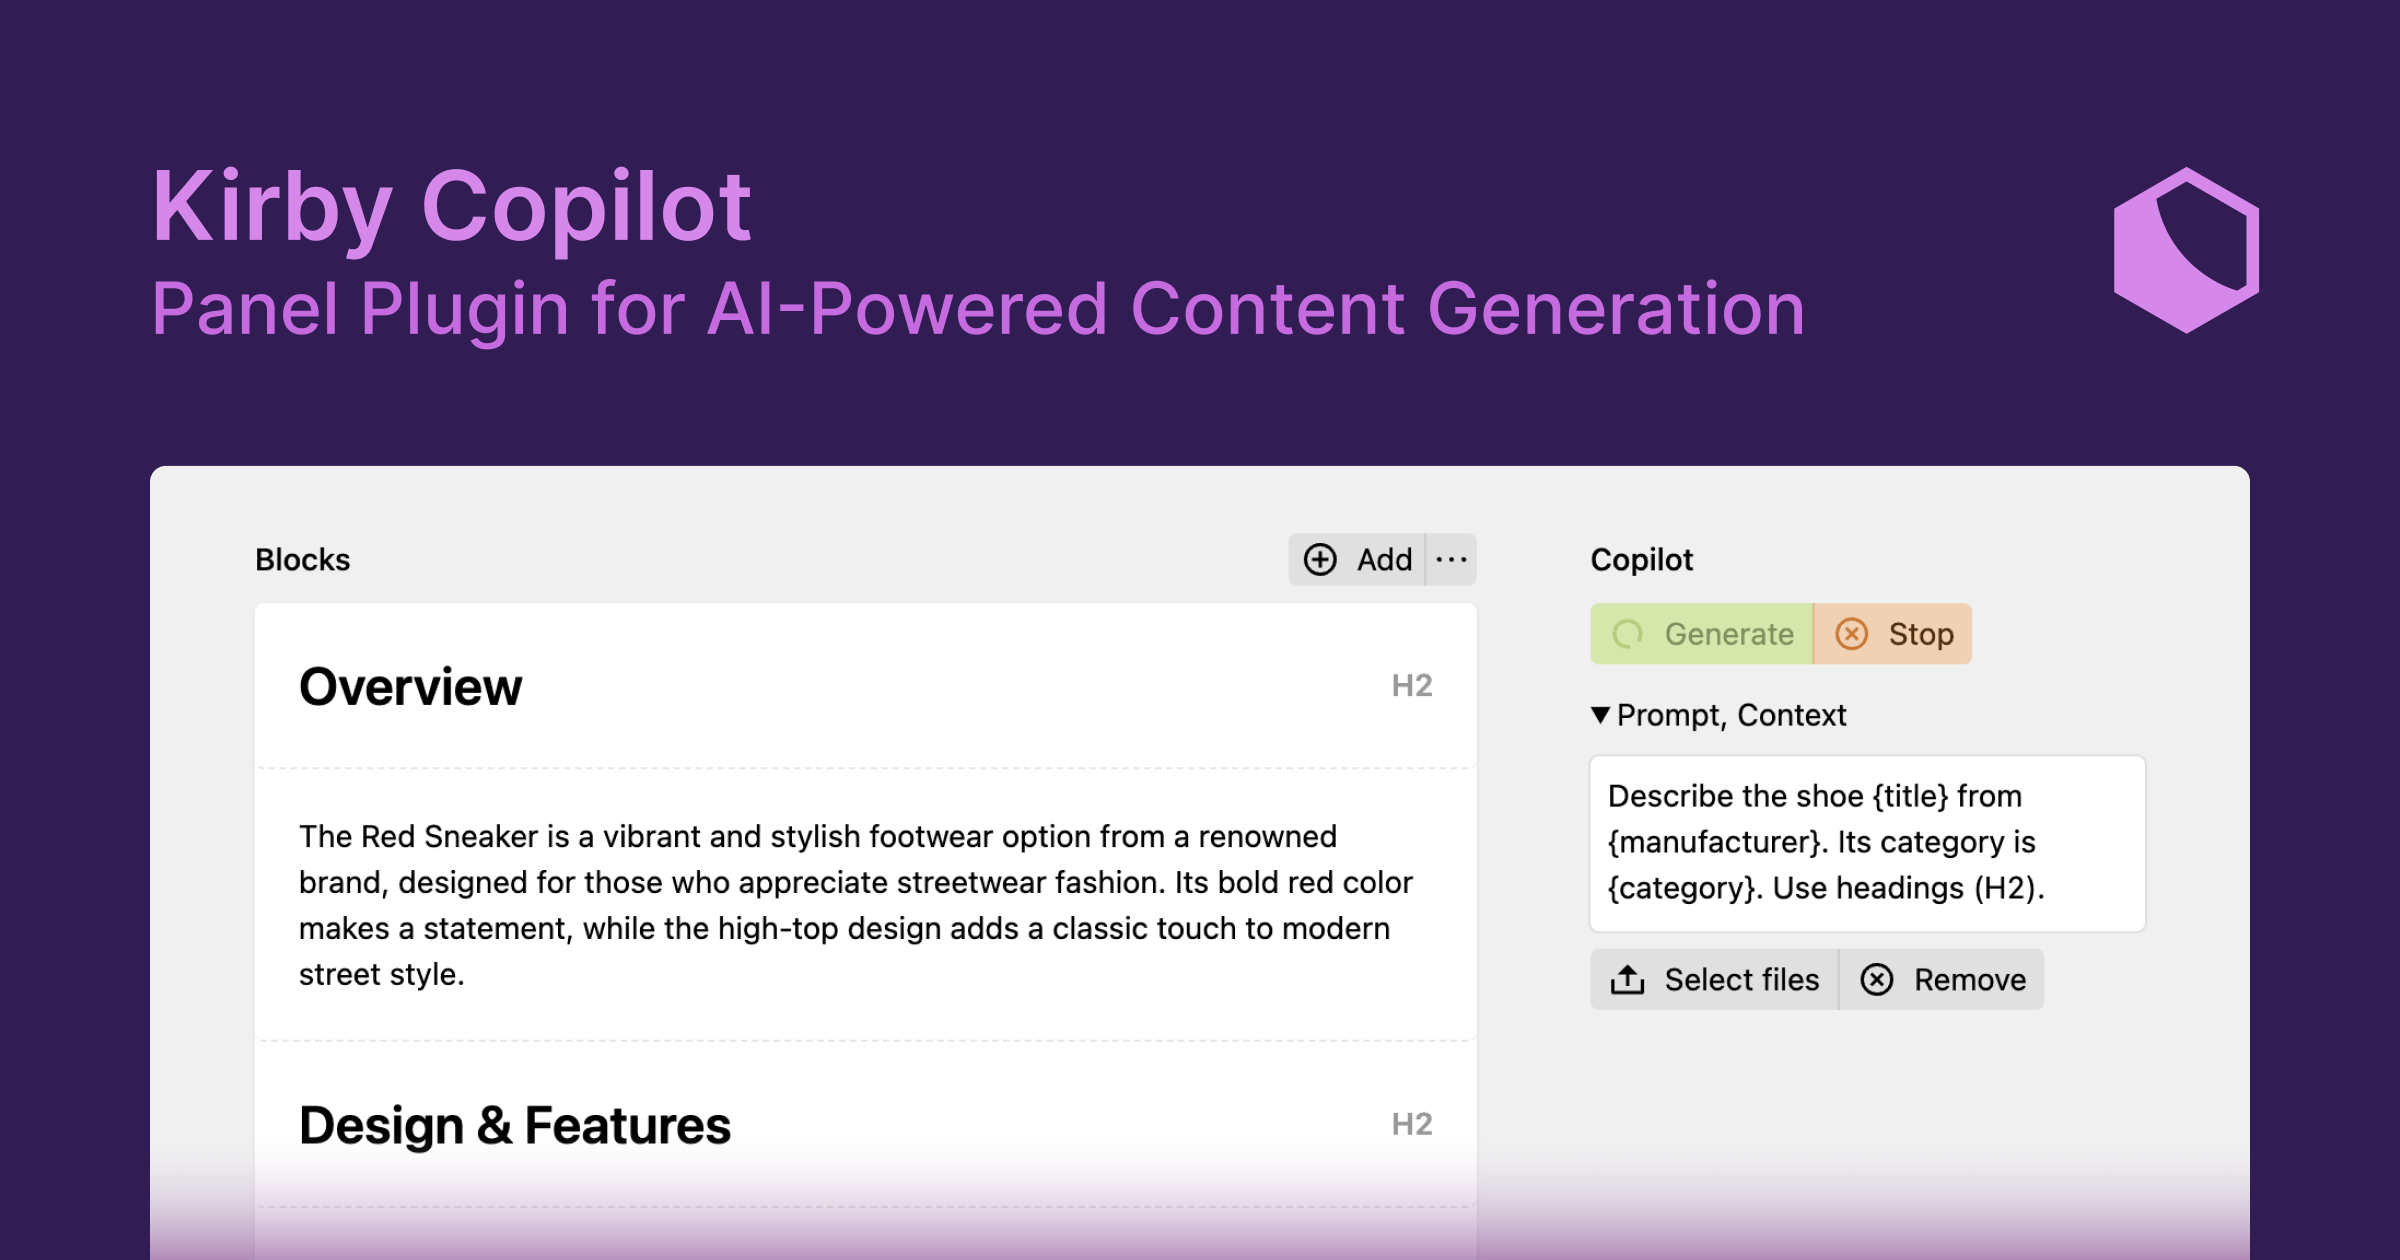 Kirby Copilot
Panel Plugin for AI-Powered Content Generation
Blocks
Add
Overview
H2
The Red Sneaker is a vibrant and stylish footwear option from a renowned
brand, designed for those who appreciate streetwear fashion. Its bold red color
makes a statement, while the high-top design adds a classic touch to modern
street style.
Design & Features
H2
Copilot
Generate
Stop
Prompt, Context
Describe the shoe {title} from
{manufacturer}. Its category is
{category}. Use headings (H2).
Select files
Remove